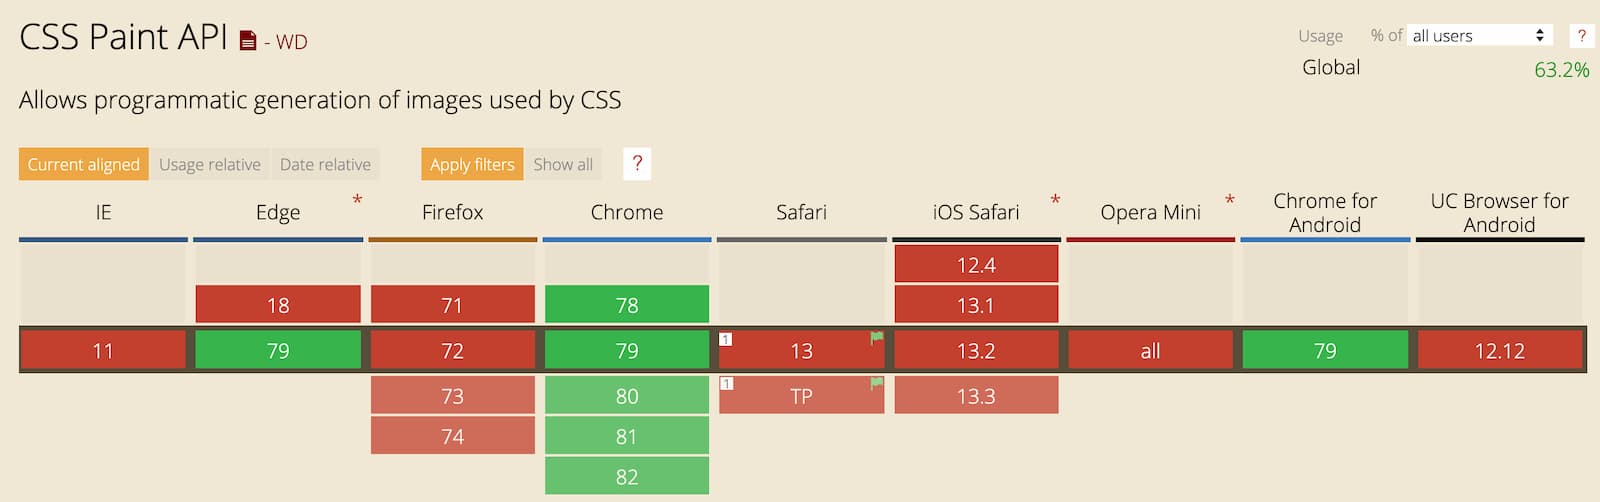 CSS Paint API - WD
Usage % of all users ?
Global 63.2%
Allows programmatic generation of images used by CSS
Current aligned Usage relative Date relative Apply filters Show all ?
IE Edge * Firefox Chrome Safari iOS Safari * Opera Mini * Chrome for Android UC Browser for Android
12.4
18 71 78 13.1
11 79 72 79 1 13 13.2 all 79 12.12
73 80 1 TP 13.3
74 81
82